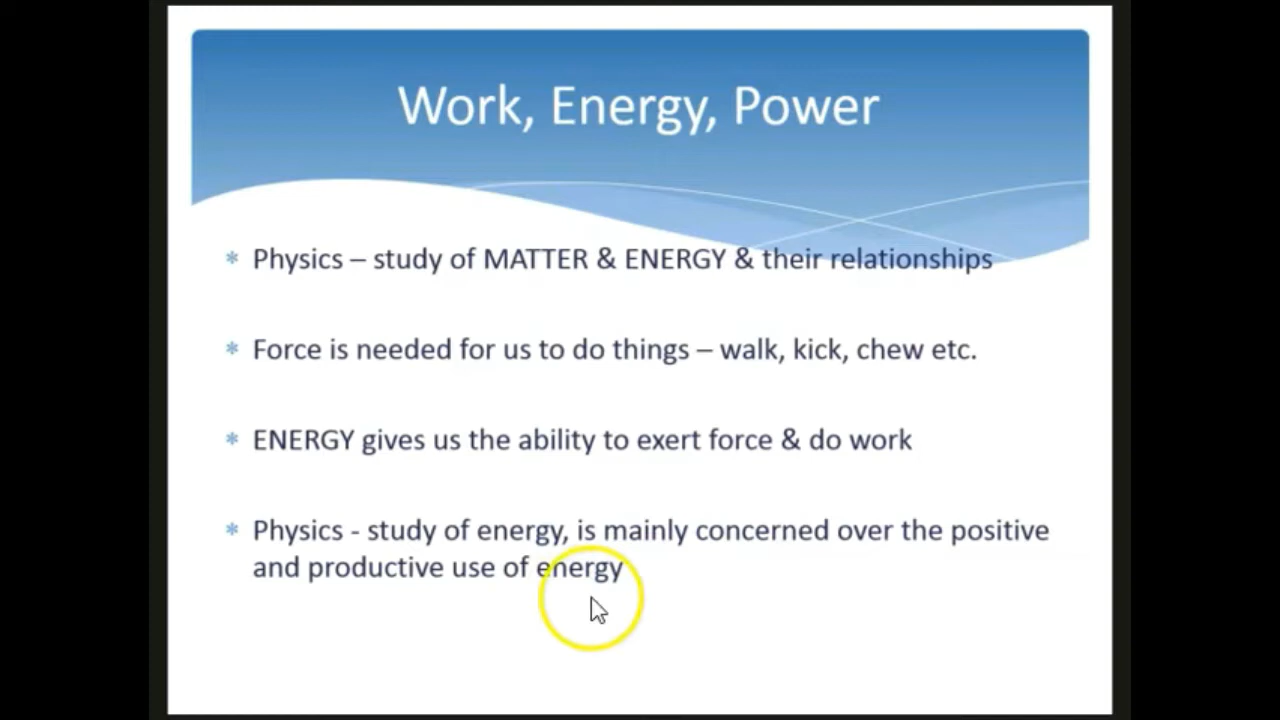 Work, Energy, Power
* Physics – study of MATTER & ENERGY & their relationships
* Force is needed for us to do things – walk, kick, chew etc.
* ENERGY gives us the ability to exert force & do work
* Physics - study of energy, is mainly concerned over the positive
and productive use of energy